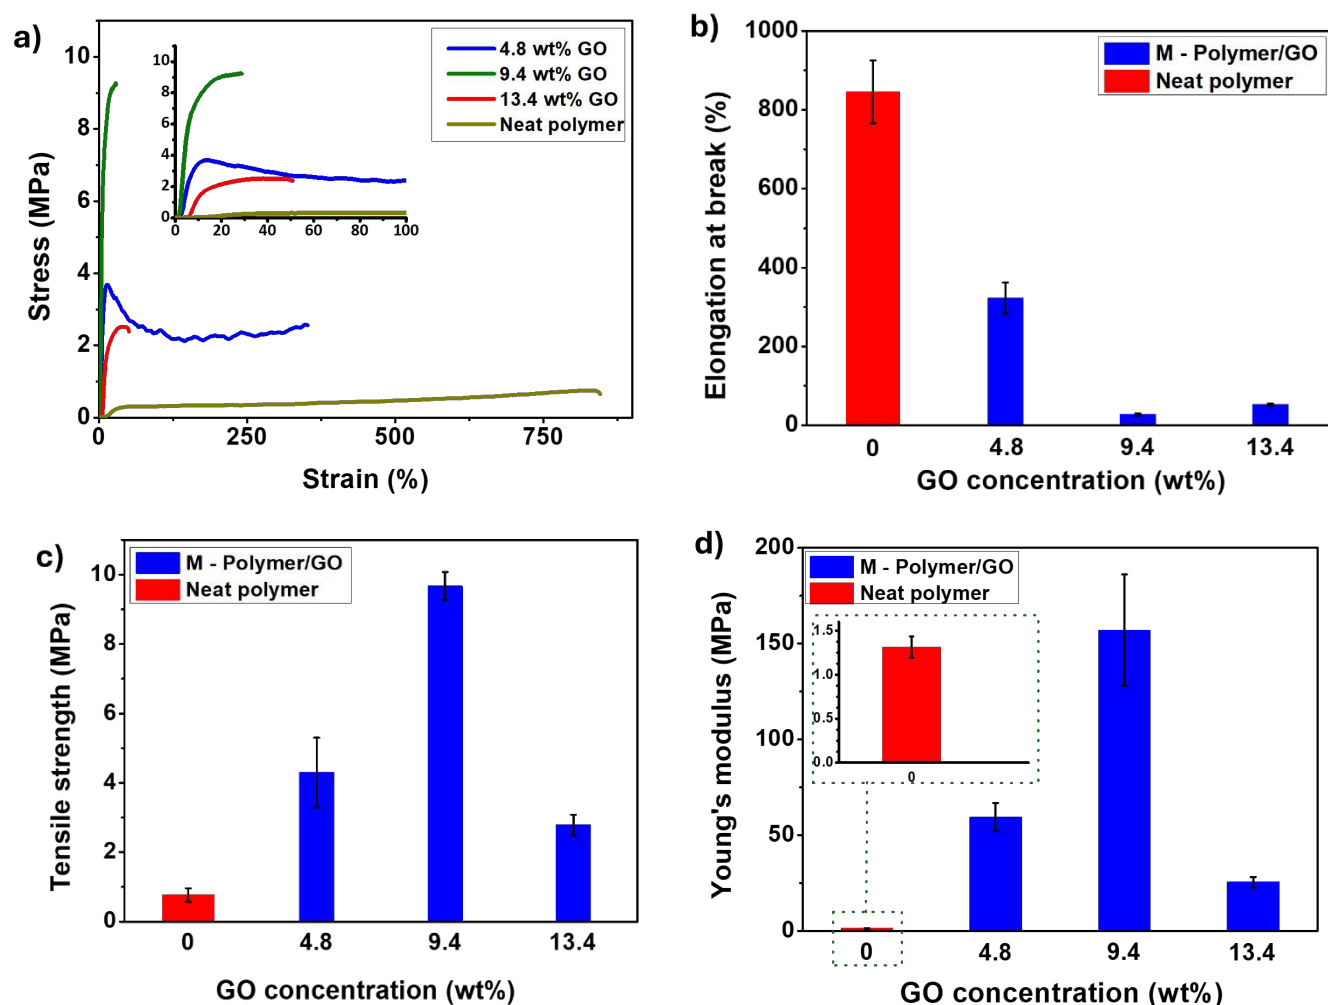 a)
10
8
6
4
2
0
Stress (MPa)
0
250
500
750
Strain (%)
4.8 wt% GO
9.4 wt% GO
13.4 wt% GO
Neat polymer
11
10
9
8
7
6
5
4
3
2
1
0
0
20
40
60
80
100
b)
1000
800
600
400
200
0
Elongation at break (%)
M - Polymer/GO
Neat polymer
0
4.8
9.4
13.4
GO concentration (wt%)
c)
10
8
6
4
2
0
Tensile strength (MPa)
M - Polymer/GO
Neat polymer
0
4.8
9.4
13.4
GO concentration (wt%)
d)
200
150
100
50
0
Young's modulus (MPa)
M - Polymer/GO
Neat polymer
1.5
1.0
0.5
0.0
0
0
4.8
9.4
13.4
GO concentration (wt%)